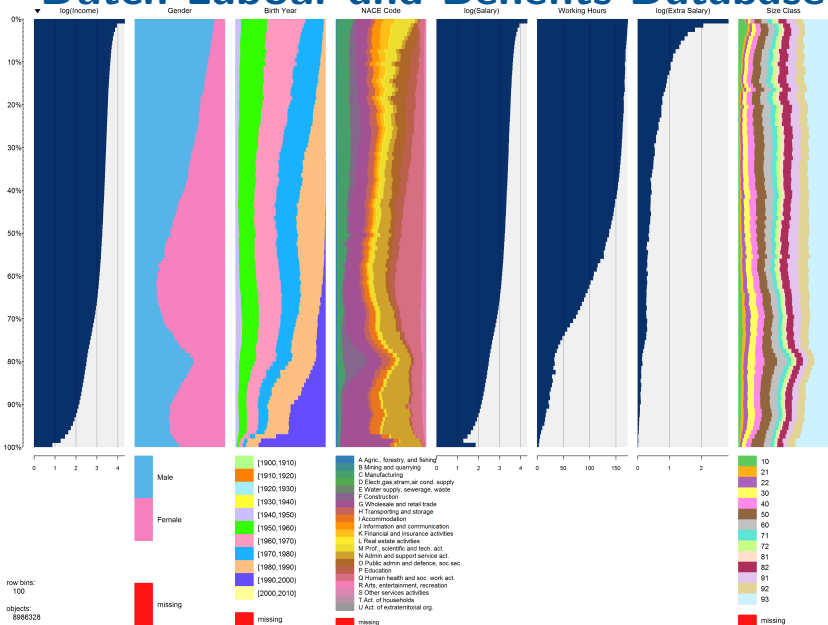 Dutch Labour and Benefits Database
log(Income)
Gender
Birth Year
NACE Code
log(Salary)
Working Hours
log(Extra Salary)
Size Class
0%
10%
20%
30%
40%
50%
60%
70%
80%
90%
100%
0 1 2 3 4
0 1 2 3 4
0 50 100 150
0 1 2
Male
Female
missing
[1900,1910)
[1910,1920)
[1920,1930)
[1930,1940)
[1940,1950)
[1950,1960)
[1960,1970)
[1970,1980)
[1980,1990)
[1990,2000)
[2000,2010]
missing
A Agric., forestry, and fishing
B Mining and quarrying
C Manufacturing
D Electr,gas,stram,air cond. supply
E Water supply, sewerage, waste
F Construction
G Wholesale and retail trade
H Transporting and storage
I Accommodation
J Information and communication
K Financial and insurance activities
L Real estate activities
M Prof., scientific and tech. act.
N Admin and support service act.
O Public admin and defence, soc.sec.
P Education
Q Human health and soc. work act.
R Arts, entertainment, recreation
S Other services activities
T Act. of households
U Act. of extraterritorial org.
missing
10
21
22
30
40
50
60
71
72
81
82
91
92
93
missing
row bins:
100
objects:
8986328